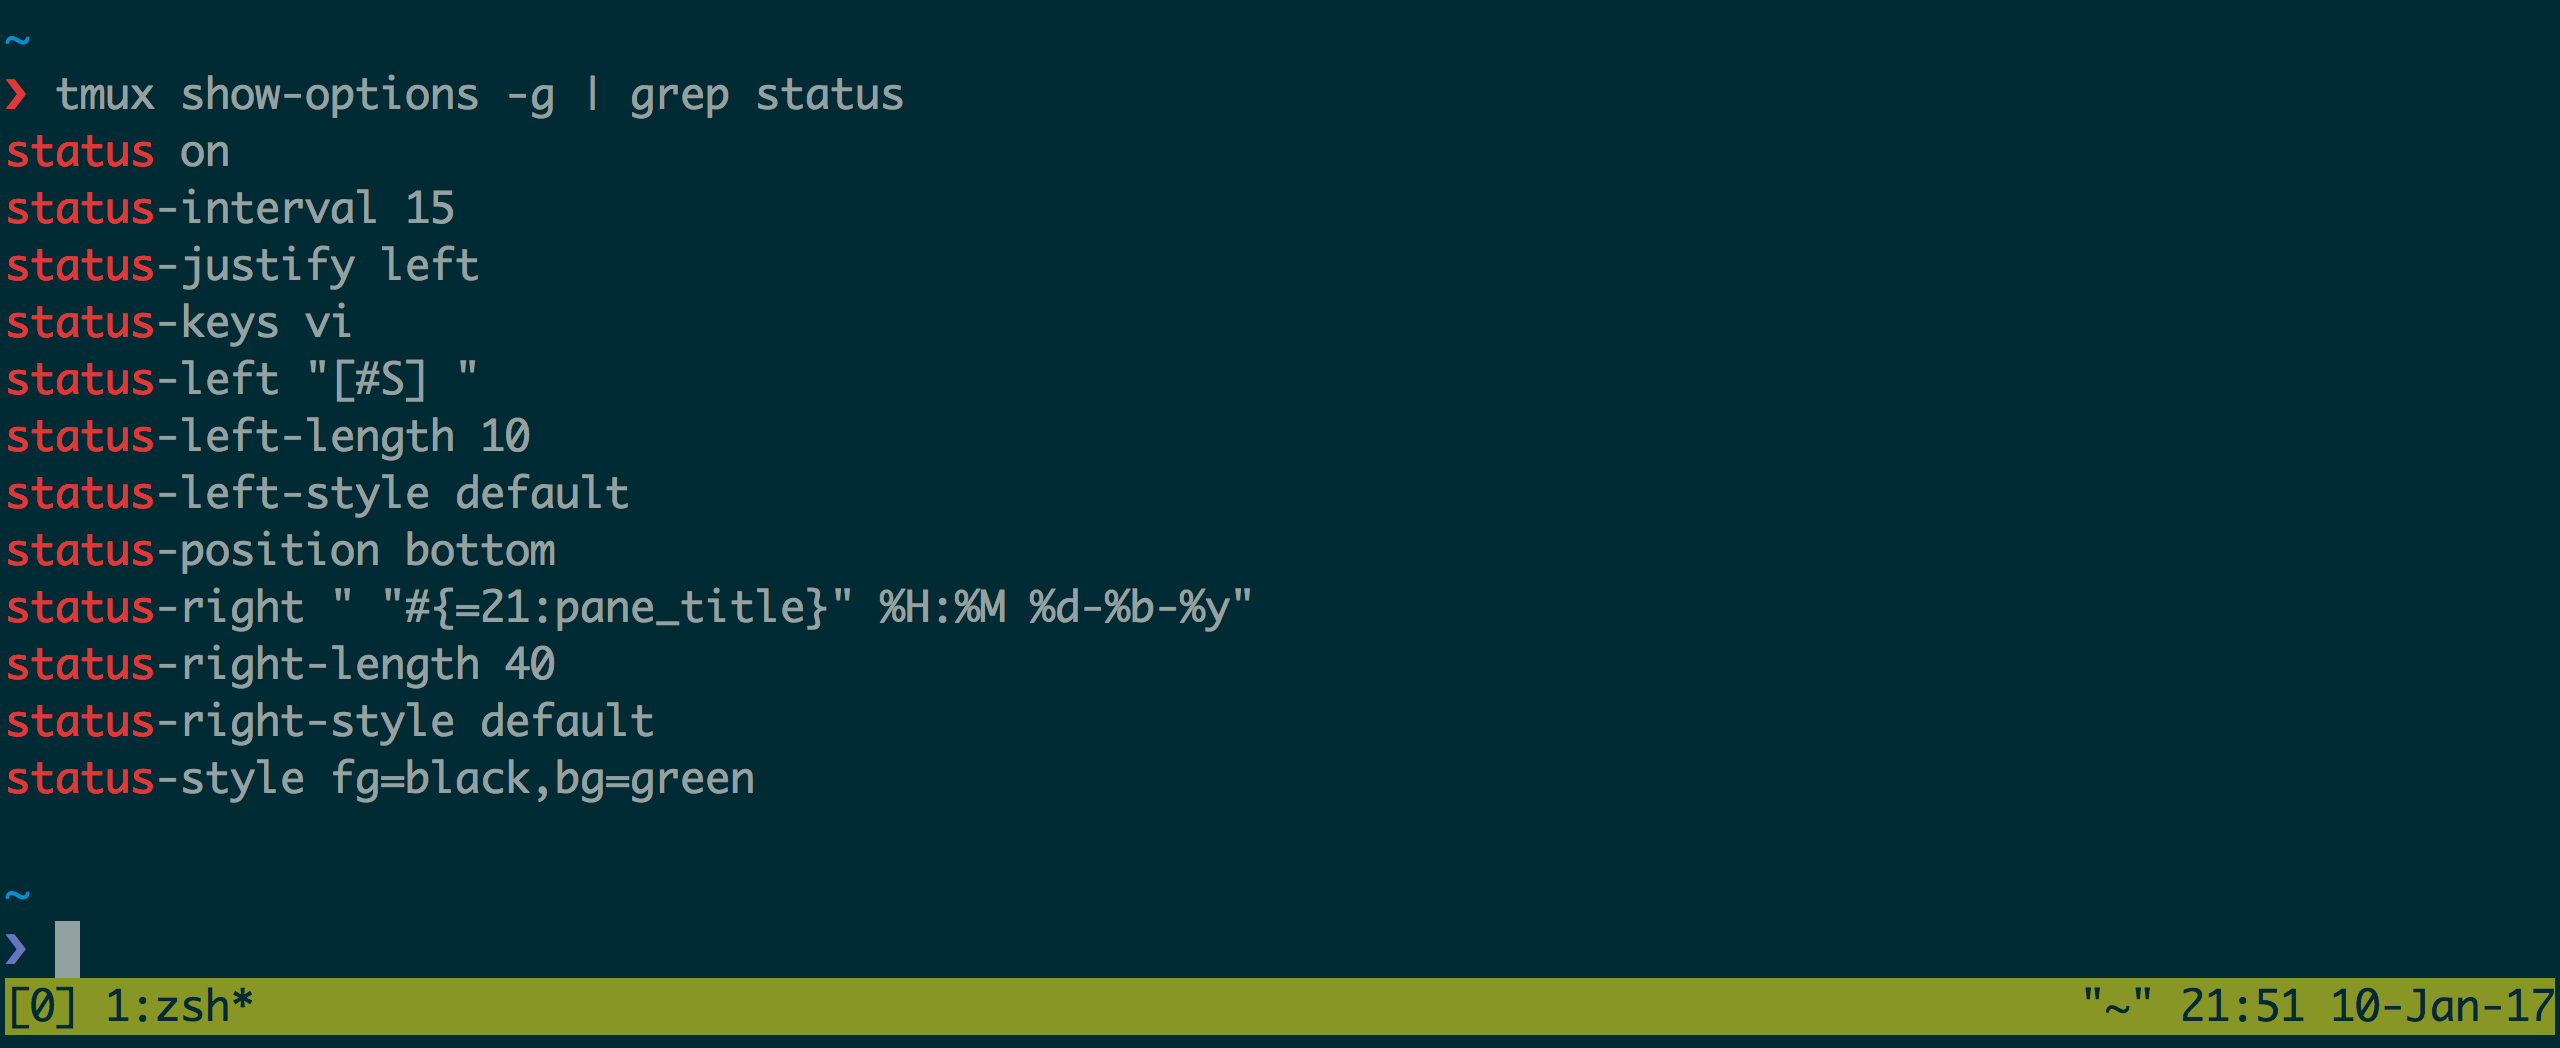 ~
❯ tmux show-options -g | grep status
status on
status-interval 15
status-justify left
status-keys vi
status-left "[#S] "
status-left-length 10
status-left-style default
status-position bottom
status-right " "#{=21:pane_title}" %H:%M %d-%b-%y"
status-right-length 40
status-right-style default
status-style fg=black,bg=green
~
❯
[0] 1:zsh* "~" 21:51 10-Jan-17